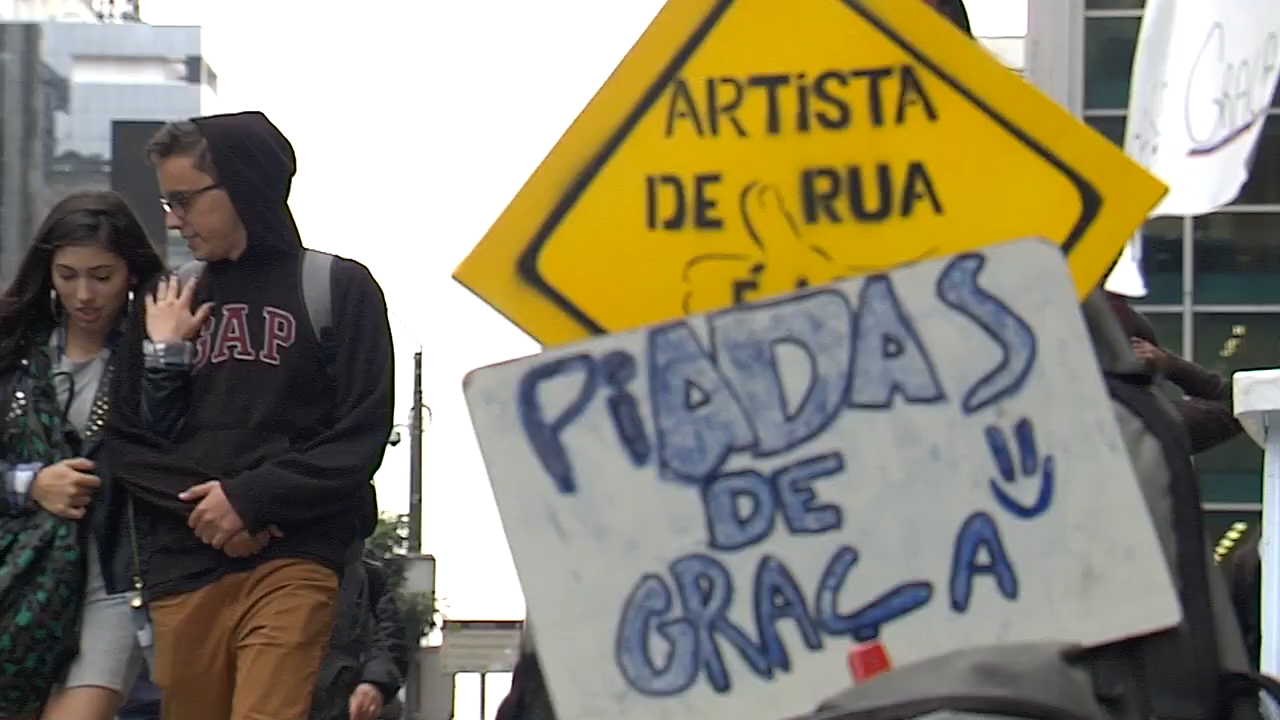 ARTiSTA
DE RUA
É
PiADAS
DE
GRAÇA
GAP